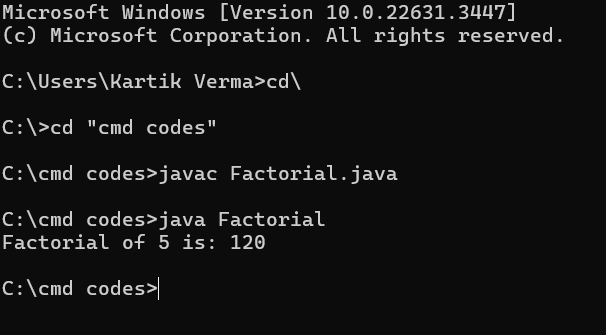 Microsoft Windows [Version 10.0.22631.3447]
(c) Microsoft Corporation. All rights reserved.
C:\Users\Kartik Verma>cd\
C:\>cd "cmd codes"
C:\cmd codes>javac Factorial.java
C:\cmd codes>java Factorial
Factorial of 5 is: 120
C:\cmd codes>